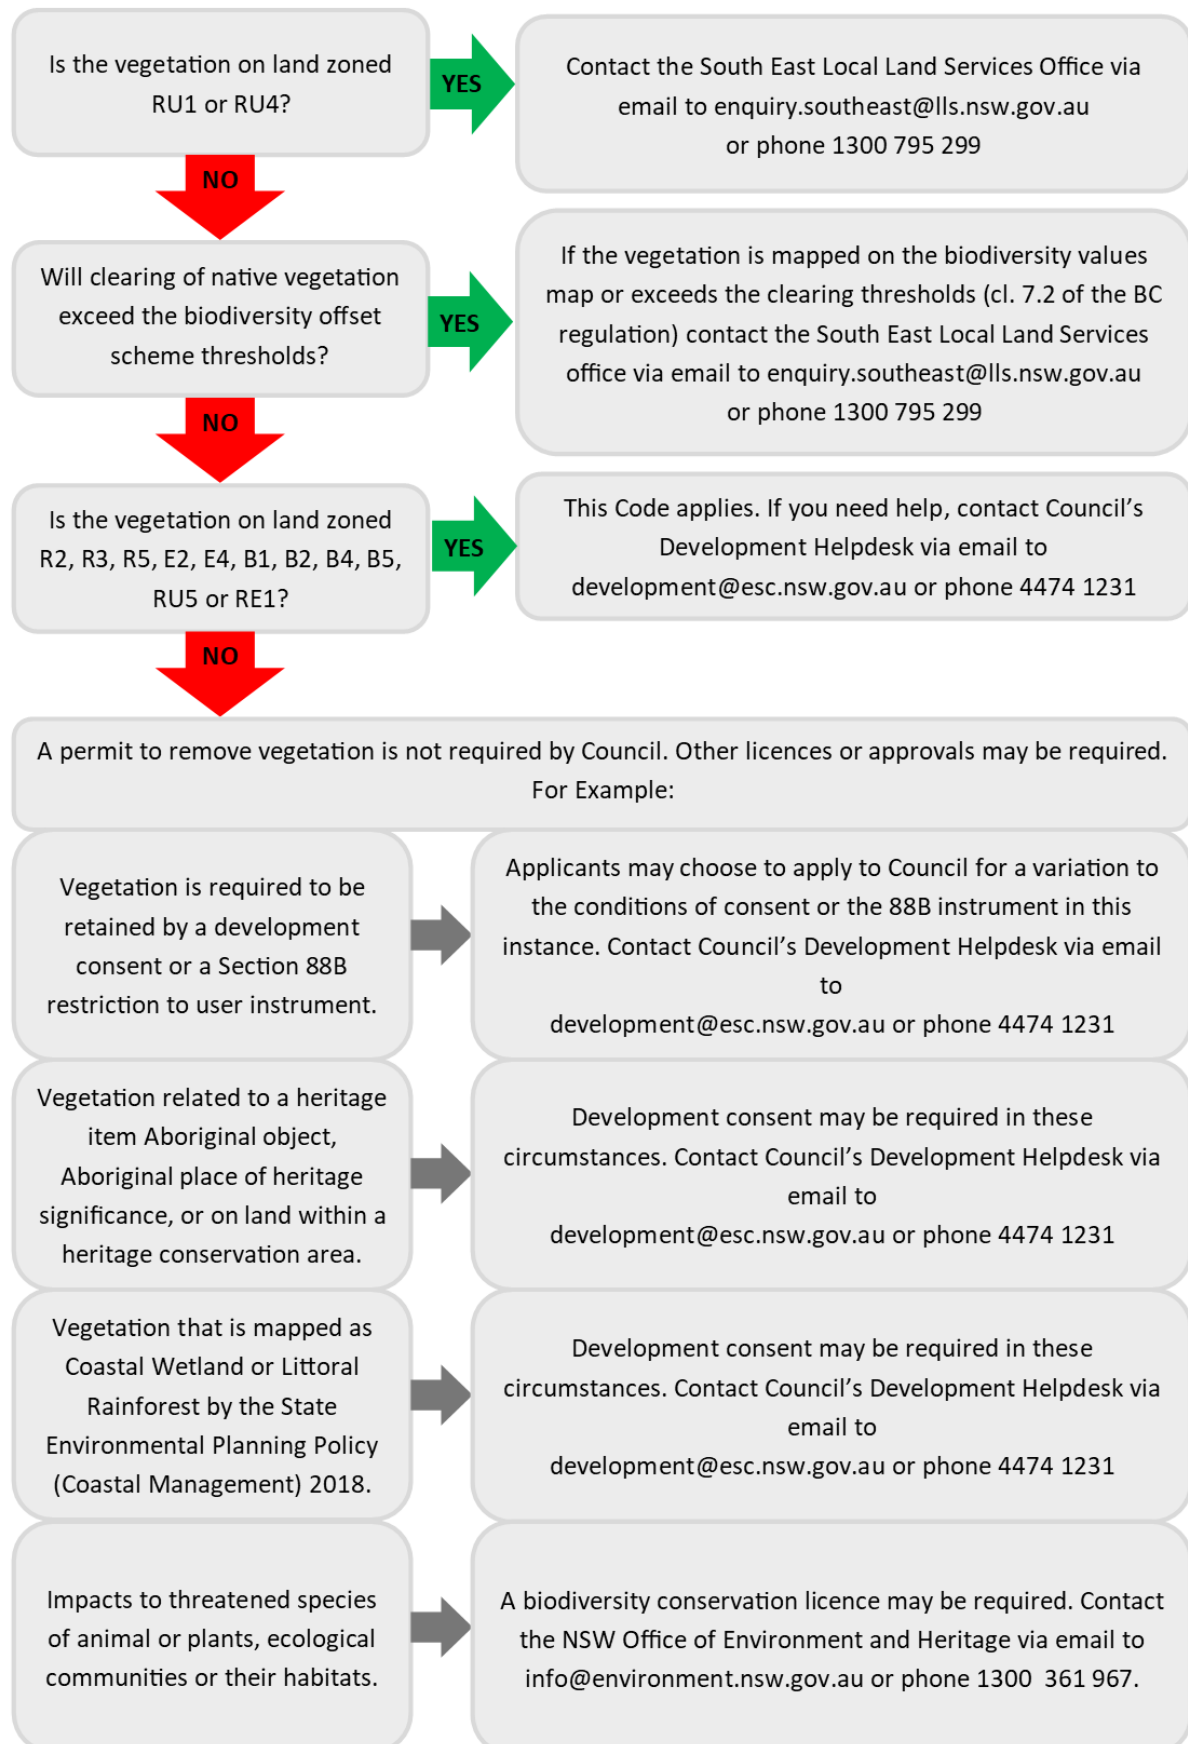 Is the vegetation on land zoned
RU1 or RU4?
YES
Contact the South East Local Land Services Office via
email to enquiry.southeast@lls.nsw.gov.au
or phone 1300 795 299
NO
Will clearing of native vegetation
exceed the biodiversity offset
scheme thresholds?
YES
If the vegetation is mapped on the biodiversity values
map or exceeds the clearing thresholds (cl. 7.2 of the BC
regulation) contact the South East Local Land Services
office via email to enquiry.southeast@lls.nsw.gov.au
or phone 1300 795 299
NO
Is the vegetation on land zoned
R2, R3, R5, E2, E4, B1, B2, B4, B5,
RU5 or RE1?
YES
This Code applies. If you need help, contact Council’s
Development Helpdesk via email to
development@esc.nsw.gov.au or phone 4474 1231
NO
A permit to remove vegetation is not required by Council. Other licences or approvals may be required.
For Example:
Vegetation is required to be
retained by a development
consent or a Section 88B
restriction to user instrument.
Applicants may choose to apply to Council for a variation to
the conditions of consent or the 88B instrument in this
instance. Contact Council’s Development Helpdesk via email
to
development@esc.nsw.gov.au or phone 4474 1231
Vegetation related to a heritage
item Aboriginal object,
Aboriginal place of heritage
significance, or on land within a
heritage conservation area.
Development consent may be required in these
circumstances. Contact Council’s Development Helpdesk via
email to
development@esc.nsw.gov.au or phone 4474 1231
Vegetation that is mapped as
Coastal Wetland or Littoral
Rainforest by the State
Environmental Planning Policy
(Coastal Management) 2018.
Development consent may be required in these
circumstances. Contact Council’s Development Helpdesk via
email to
development@esc.nsw.gov.au or phone 4474 1231
Impacts to threatened species
of animal or plants, ecological
communities or their habitats.
A biodiversity conservation licence may be required. Contact
the NSW Office of Environment and Heritage via email to
info@environment.nsw.gov.au or phone 1300  361 967.